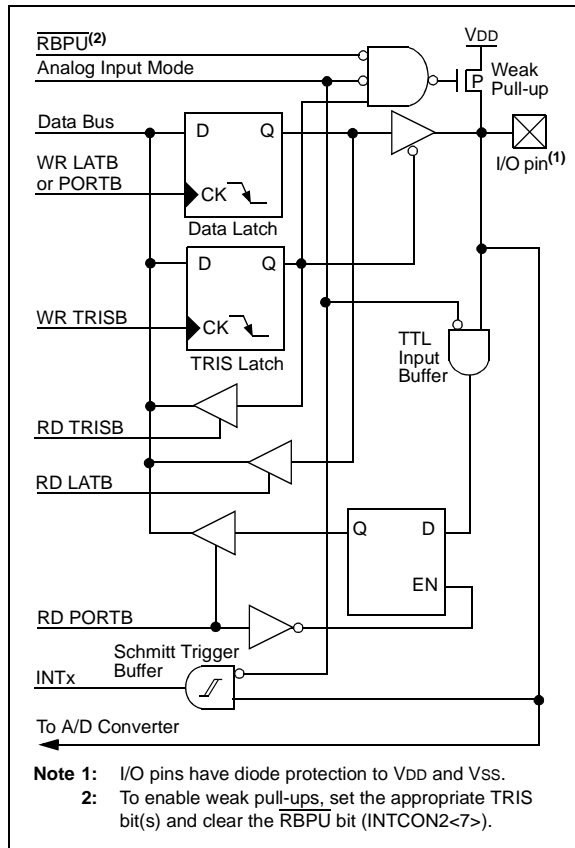 RBPU(2)
Analog Input Mode
VDD
P
Weak
Pull-up
Data Bus
D Q
WR LATB
or PORTB
CK
Data Latch
I/O pin(1)
D Q
WR TRISB
CK
TRIS Latch
TTL
Input
Buffer
RD TRISB
RD LATB
Q D
EN
RD PORTB
Schmitt Trigger
Buffer
INTx
To A/D Converter
Note 1: I/O pins have diode protection to VDD and VSS.
2: To enable weak pull-ups, set the appropriate TRIS
bit(s) and clear the RBPU bit (INTCON2<7>).